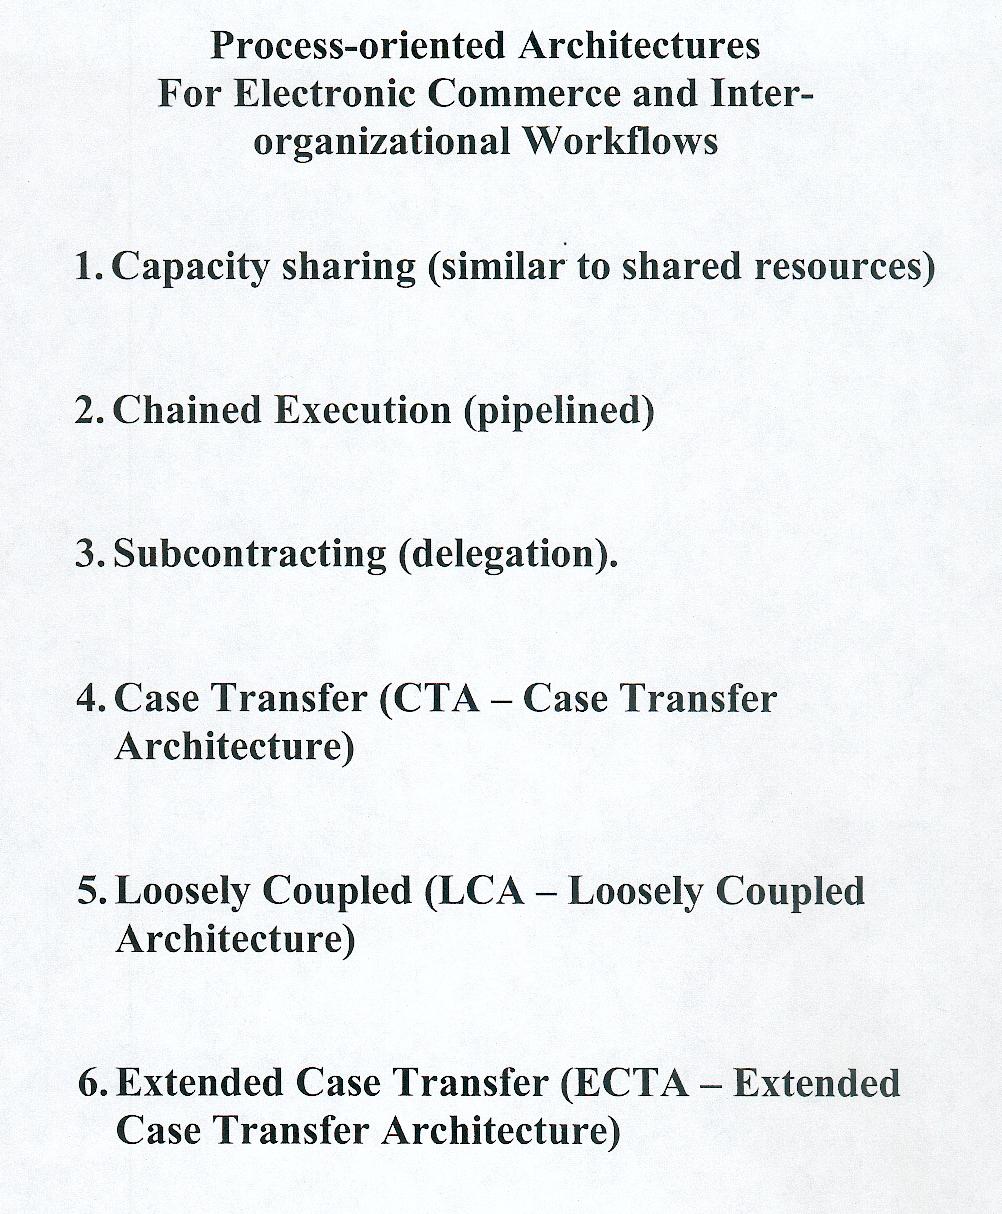 Process-oriented Architectures
For Electronic Commerce and Inter-
organizational Workflows
1. Capacity sharing (similar to shared resources)
2. Chained Execution (pipelined)
3. Subcontracting (delegation).
4. Case Transfer (CTA – Case Transfer
Architecture)
5. Loosely Coupled (LCA – Loosely Coupled
Architecture)
6. Extended Case Transfer (ECTA – Extended
Case Transfer Architecture)